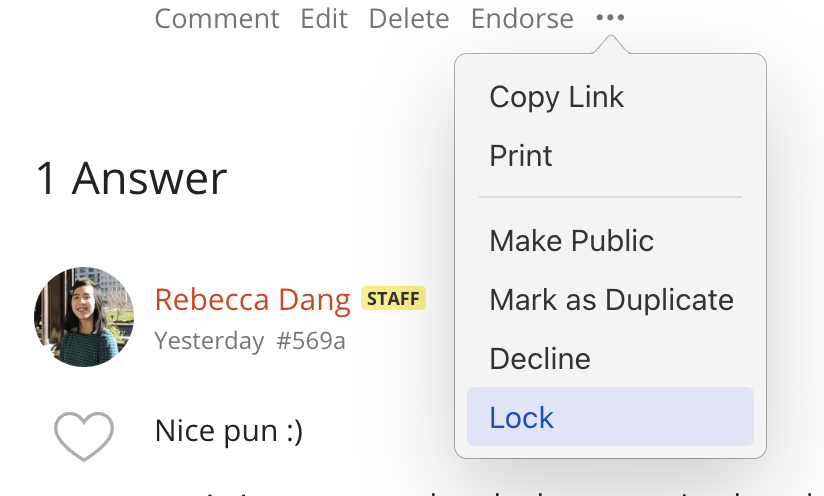 Comment Edit Delete Endorse •••
Copy Link
Print
1 Answer
Make Public
Rebecca Dang STAFF
Mark as Duplicate
Yesterday #569a
Decline
Lock
Nice pun :)